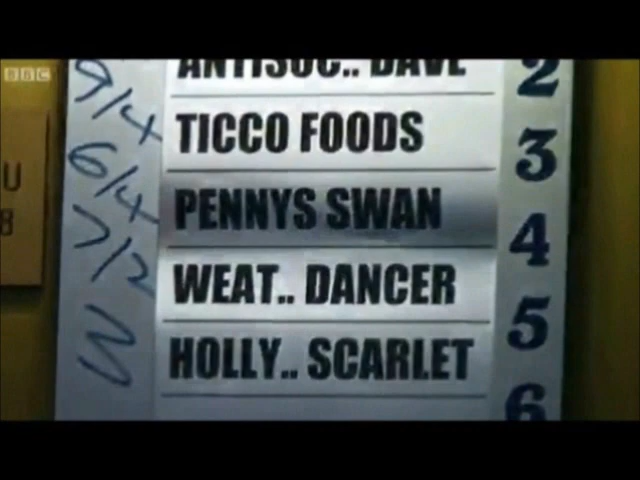 BBC
9/4 ANTISOC.. DAVE 2
6/4 TICCO FOODS 3
7/2 PENNYS SWAN 4
WEAT.. DANCER 5
HOLLY.. SCARLET 6
U
8